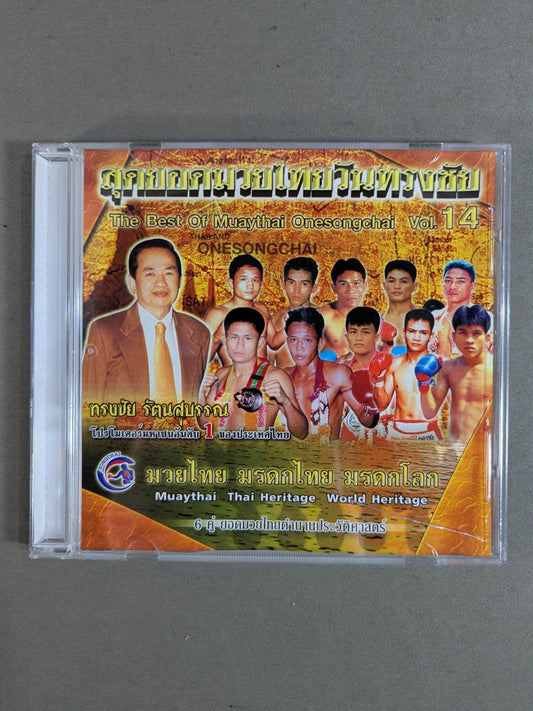 สุดยอดมวยไทยวันทรงชัย
The Best Of Muaythai Onesongchai Vol. 14
THAILAND
ONESONGCHAI
SAT
ทรงชัย รัตนสุบรรณ
โปรโมเตอร์มหาชนอันดับ 1 ของประเทศไทย
มวยไทย มรดกไทย มรดกโลก
Muaythai Thai Heritage World Heritage
6 คู่ ยอดมวยไทยตำนานประวัติศาสตร์